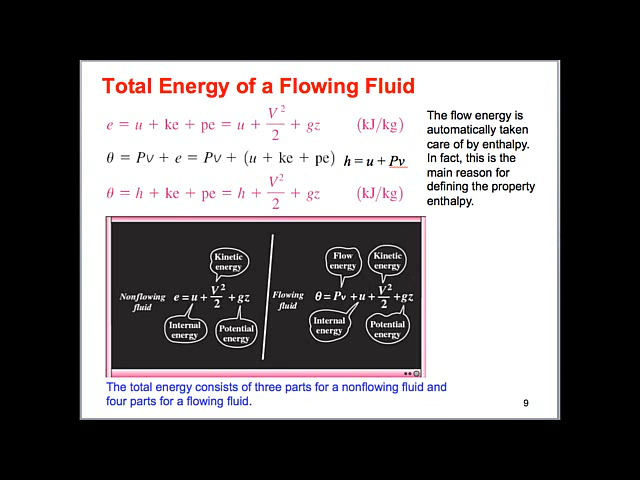 Total Energy of a Flowing Fluid
e = u + ke + pe = u + V²/2 + gz (kJ/kg)
θ = Pv + e = Pv + (u + ke + pe) h = u + Pv
θ = h + ke + pe = h + V²/2 + gz (kJ/kg)
The flow energy is
automatically taken
care of by enthalpy.
In fact, this is the
main reason for
defining the property
enthalpy.
Kinetic
energy
Nonflowing
fluid
e = u + V²/2 + gz
Internal
energy
Potential
energy
Flow
energy
Kinetic
energy
Flowing
fluid
θ = Pv + u + V²/2 + gz
Internal
energy
Potential
energy
The total energy consists of three parts for a nonflowing fluid and
four parts for a flowing fluid.
9